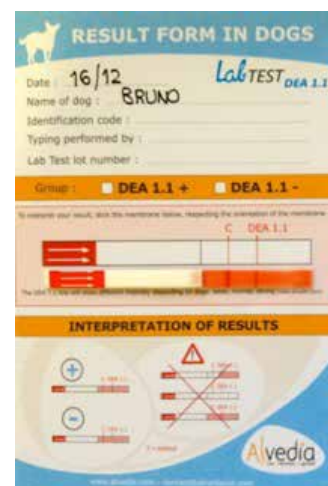 RESULT FORM IN DOGS
Lab TEST DEA 1.1
Date : 16/12
Name of dog : BRUNO
Identification code :
Typing performed by :
Lab Test lot number :
Group : DEA 1.1 + DEA 1.1 -
To interpret your result, stick the membrane below, respecting the orientation of the membrane
C DEA 1.1
INTERPRETATION OF RESULTS
+
-
Alvedia